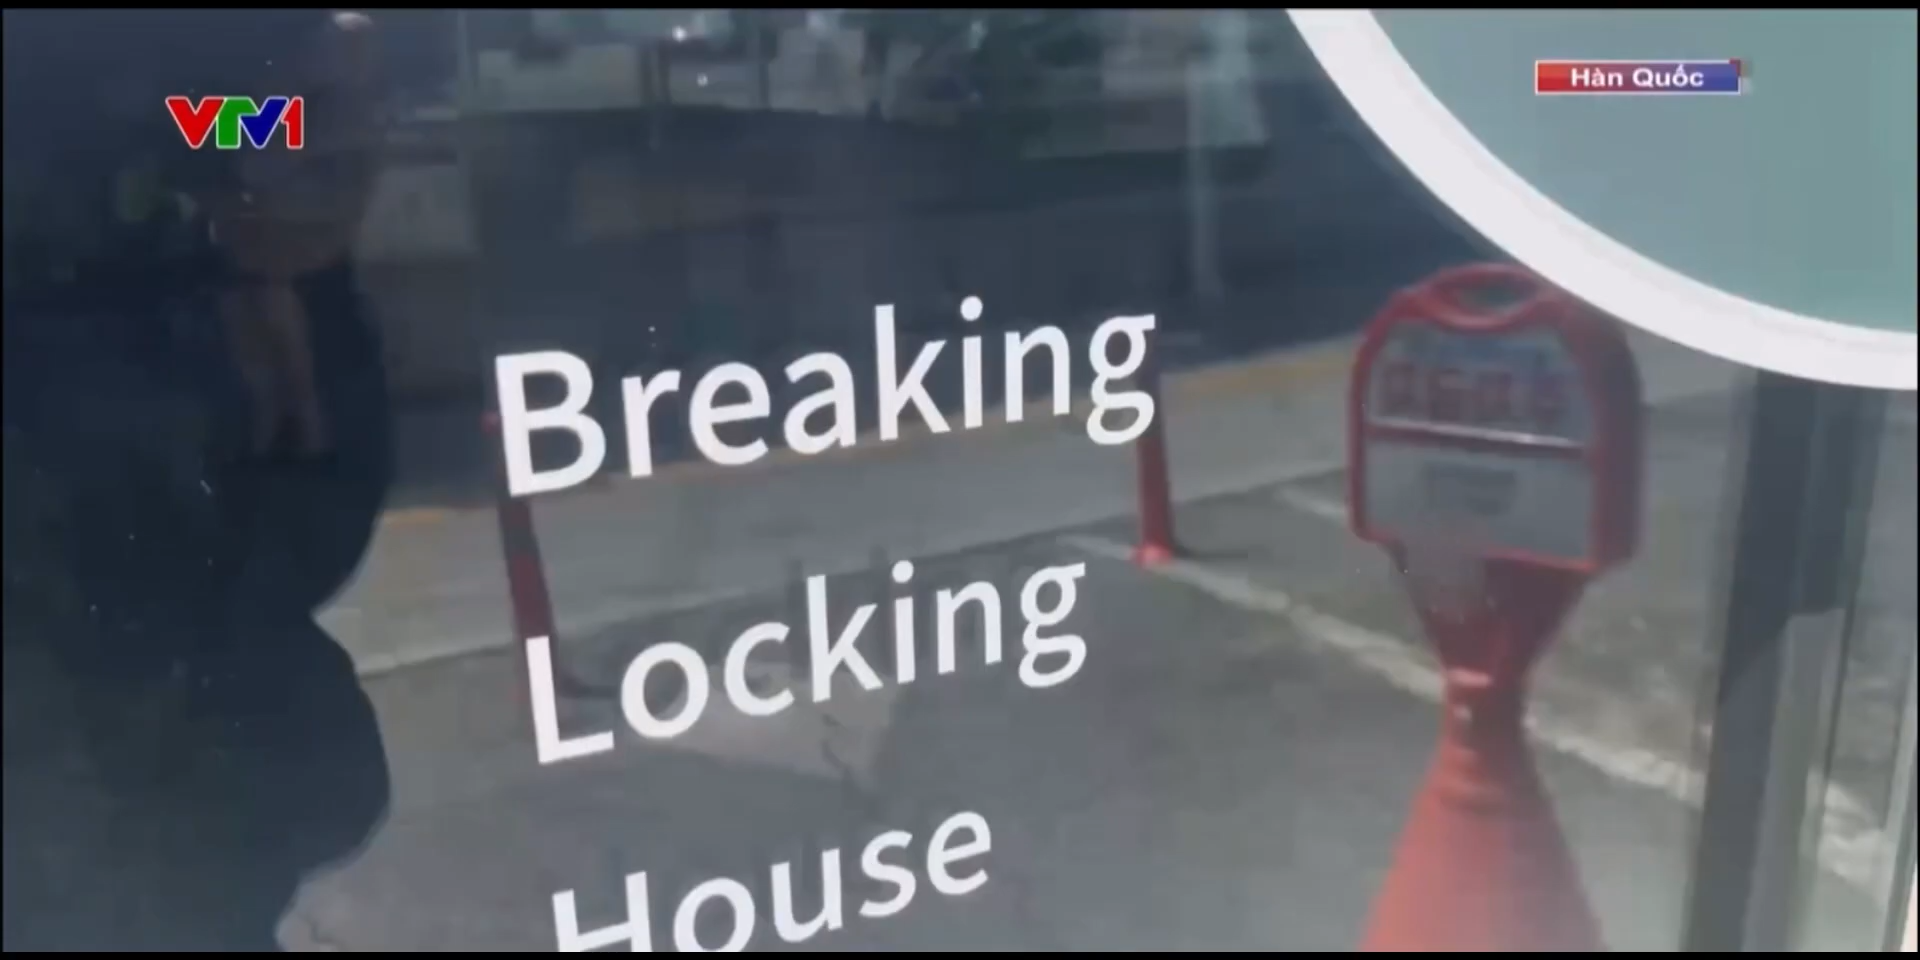 VTV1
Hàn Quốc
Breaking
Locking
House